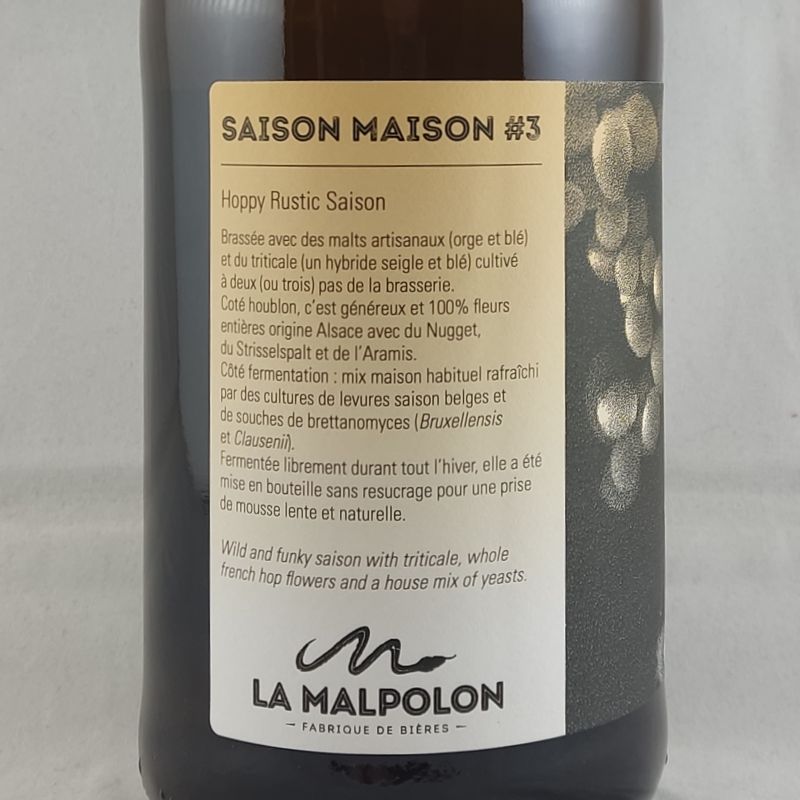 SAISON MAISON #3
Hoppy Rustic Saison
Brassée avec des malts artisanaux (orge et blé)
et du triticale (un hybride seigle et blé) cultivé
à deux (ou trois) pas de la brasserie.
Coté houblon, c'est généreux et 100% fleurs
entières origine Alsace avec du Nugget,
du Strisselspalt et de l'Aramis.
Côté fermentation : mix maison habituel rafraîchi
par des cultures de levures saison belges et
de souches de brettanomyces (Bruxellensis
et Clausenii).
Fermentée librement durant tout l'hiver, elle a été
mise en bouteille sans resucrage pour une prise
de mousse lente et naturelle.
Wild and funky saison with triticale, whole
french hop flowers and a house mix of yeasts.
LA MALPOLON
- FABRIQUE DE BIÈRES -